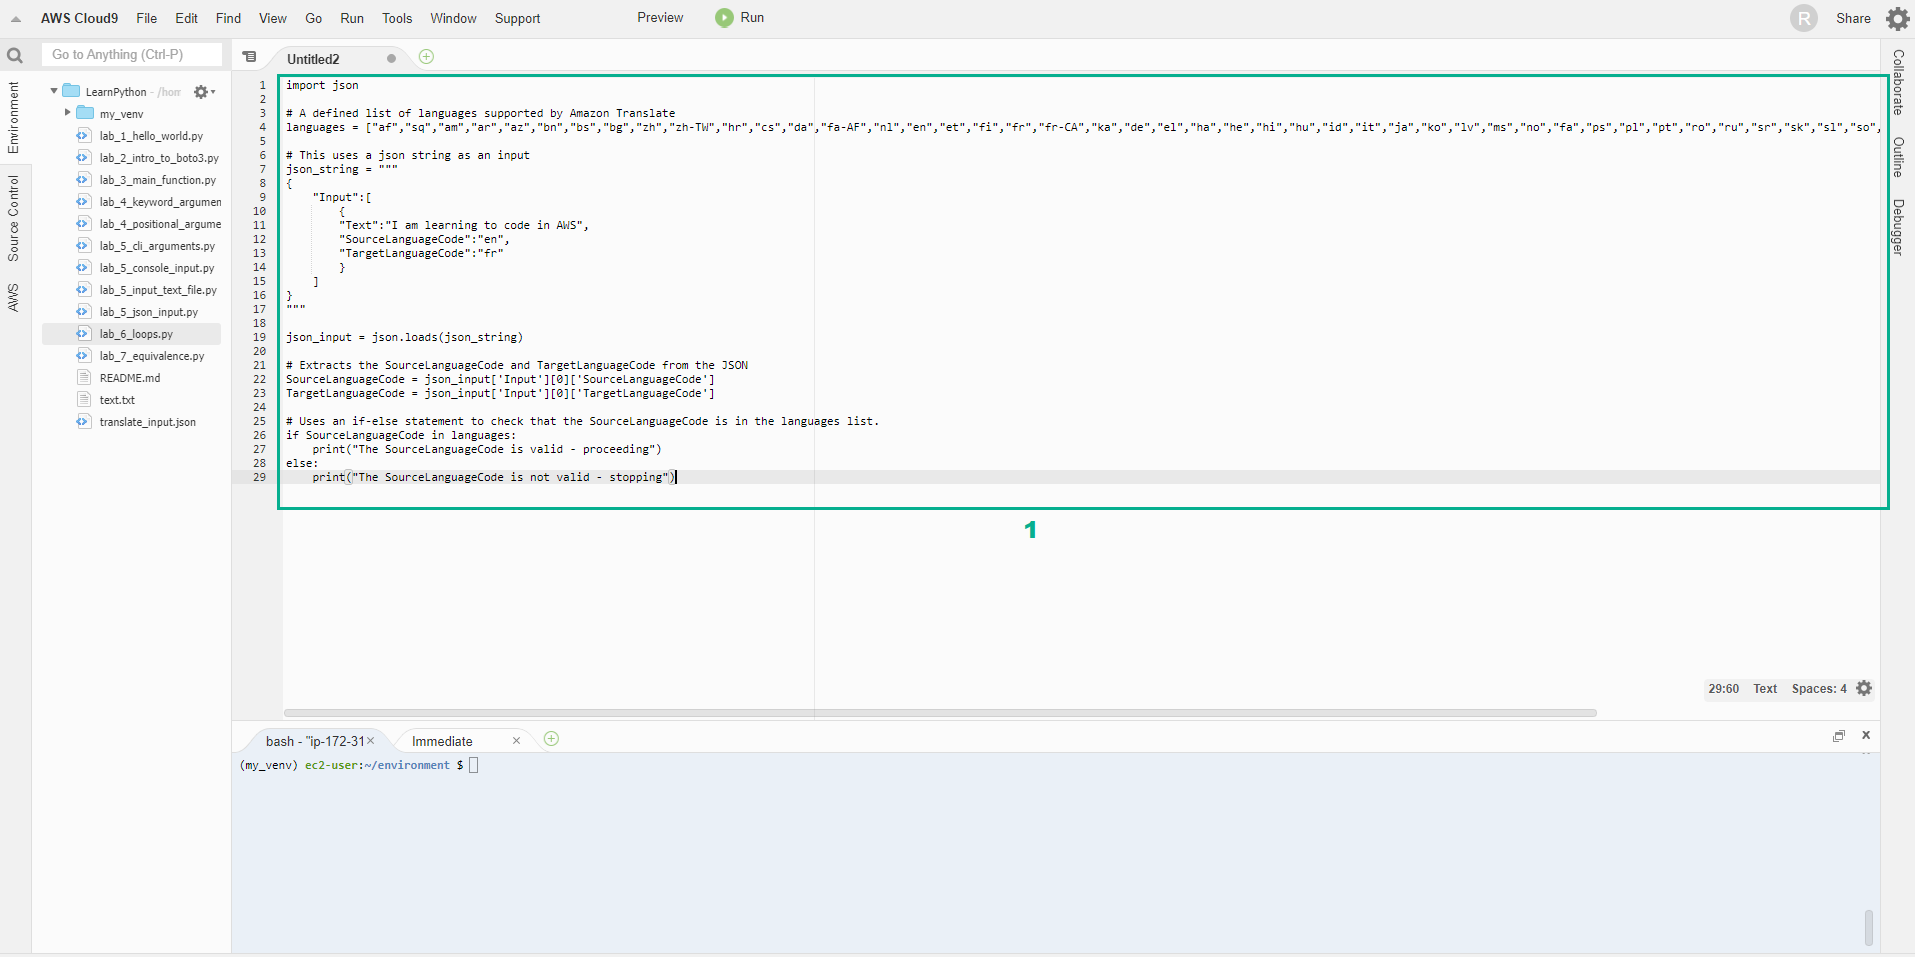 AWS Cloud9 File Edit Find View Go Run Tools Window Support Preview Run R Share
Go to Anything (Ctrl-P)
Environment
Source Control
AWS
LearnPython - /hom
my_venv
lab_1_hello_world.py
lab_2_intro_to_boto3.py
lab_3_main_function.py
lab_4_keyword_argumen
lab_4_positional_argume
lab_5_cli_arguments.py
lab_5_console_input.py
lab_5_input_text_file.py
lab_5_json_input.py
lab_6_loops.py
lab_7_equivalence.py
README.md
text.txt
translate_input.json
Untitled2
1 import json
2
3 # A defined list of languages supported by Amazon Translate
4 languages = ["af","sq","am","ar","az","bn","bs","bg","zh","zh-TW","hr","cs","da","fa-AF","nl","en","et","fi","fr","fr-CA","ka","de","el","ha","he","hi","hu","id","it","ja","ko","lv","ms","no","fa","ps","pl","pt","ro","ru","sr","sk","sl","so",
5
6 # This uses a json string as an input
7 json_string = """
8 {
9 "Input":[
10 {
11 "Text":"I am learning to code in AWS",
12 "SourceLanguageCode":"en",
13 "TargetLanguageCode":"fr"
14 }
15 ]
16 }
17 """
18
19 json_input = json.loads(json_string)
20
21 # Extracts the SourceLanguageCode and TargetLanguageCode from the JSON
22 SourceLanguageCode = json_input['Input'][0]['SourceLanguageCode']
23 TargetLanguageCode = json_input['Input'][0]['TargetLanguageCode']
24
25 # Uses an if-else statement to check that the SourceLanguageCode is in the languages list.
26 if SourceLanguageCode in languages:
27 print("The SourceLanguageCode is valid - proceeding")
28 else:
29 print("The SourceLanguageCode is not valid - stopping")
1
29:60 Text Spaces: 4
Collaborate
Outline
Debugger
bash - "ip-172-31 Immediate
(my_venv) ec2-user:~/environment $